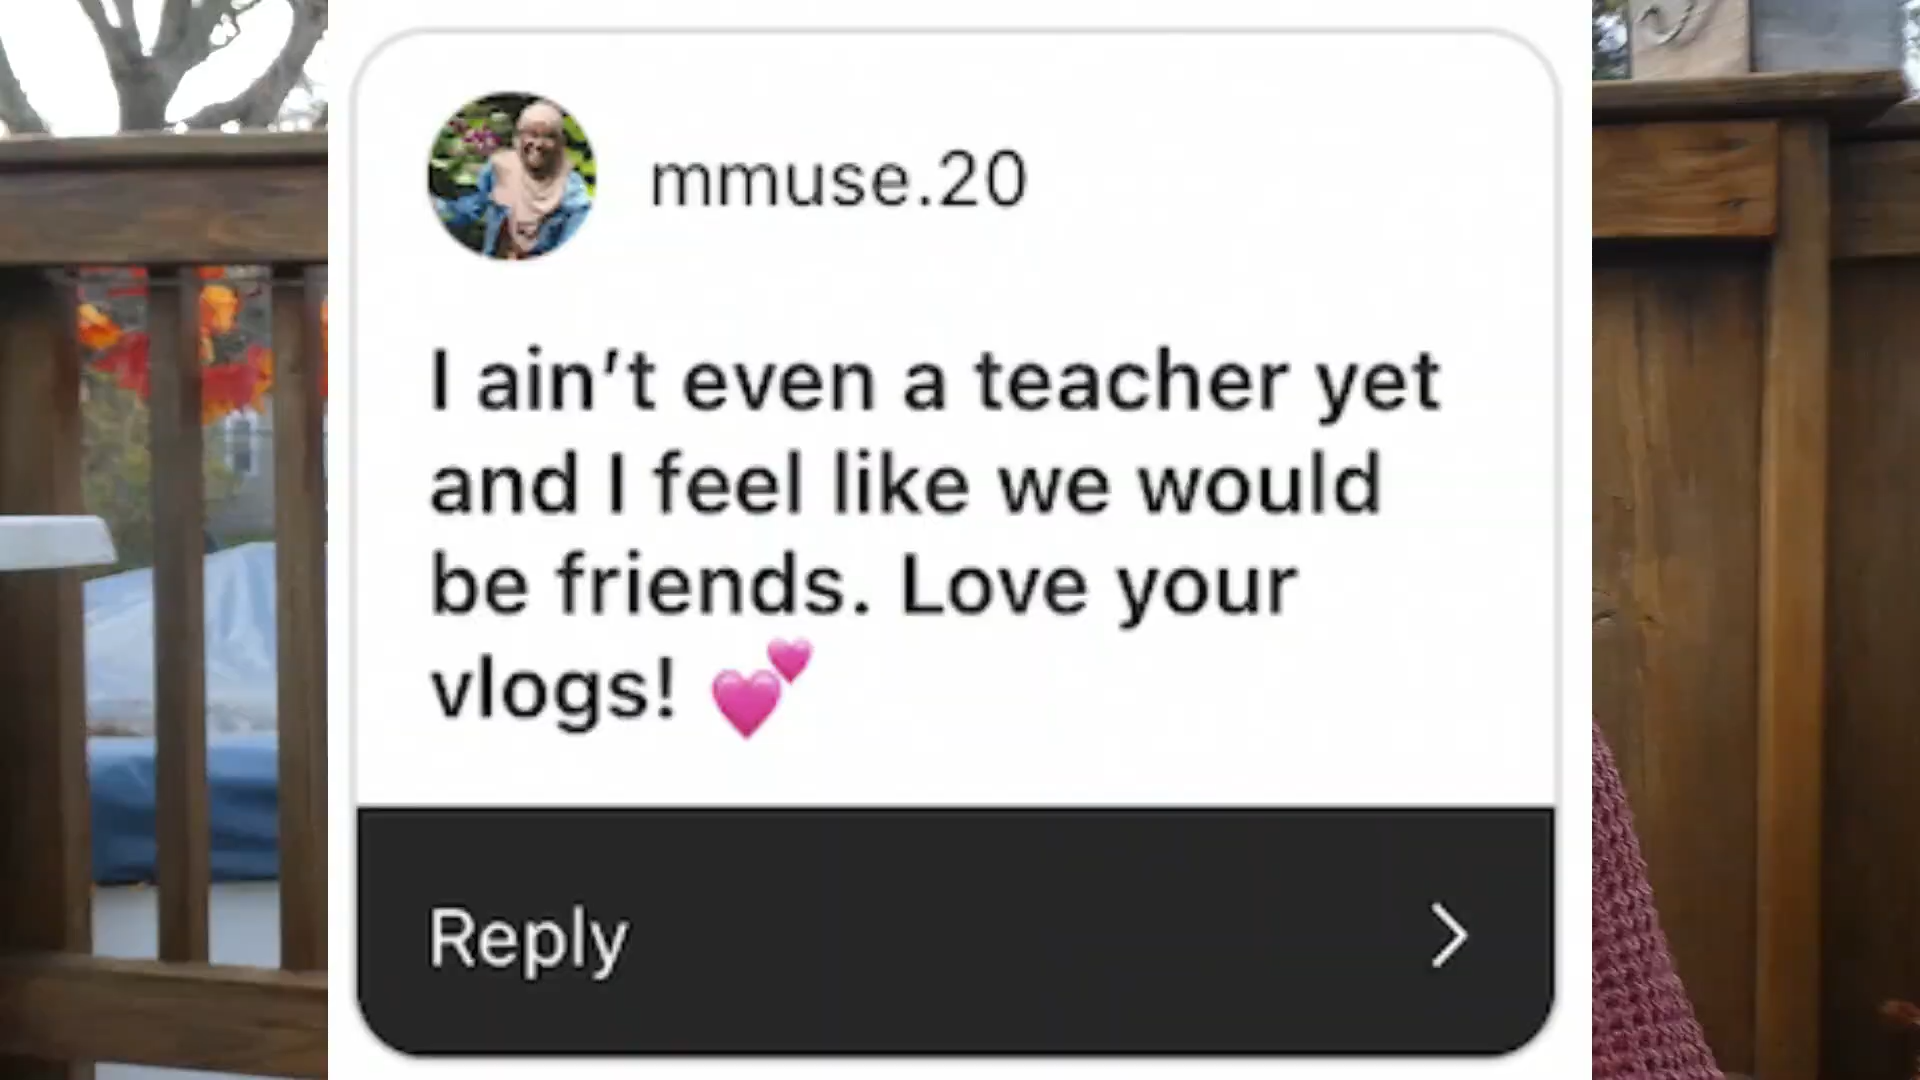 mmuse.20
I ain’t even a teacher yet
and I feel like we would
be friends. Love your
vlogs! 💕
Reply